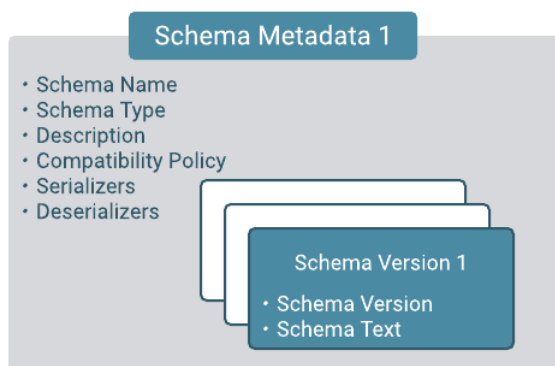 Schema Metadata 1
• Schema Name
• Schema Type
• Description
• Compatibility Policy
• Serializers
• Deserializers
Schema Version 1
• Schema Version
• Schema Text